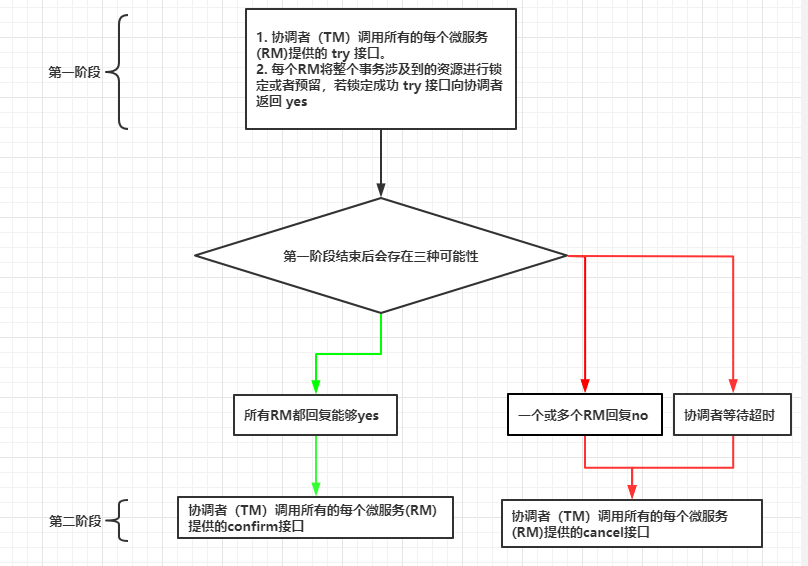 1. 协调者（TM）调用所有的每个微服务
(RM)提供的 try 接口。
2. 每个RM将整个事务涉及到的资源进行锁
定或者预留，若锁定成功 try 接口向协调者
返回 yes
第一阶段
第一阶段结束后会存在三种可能性
所有RM都回复能够yes
一个或多个RM回复no
协调者等待超时
第二阶段
协调者（TM）调用所有的每个微服务(RM)
提供的confirm接口
协调者（TM）调用所有的每个微服务
(RM)提供的cancel接口